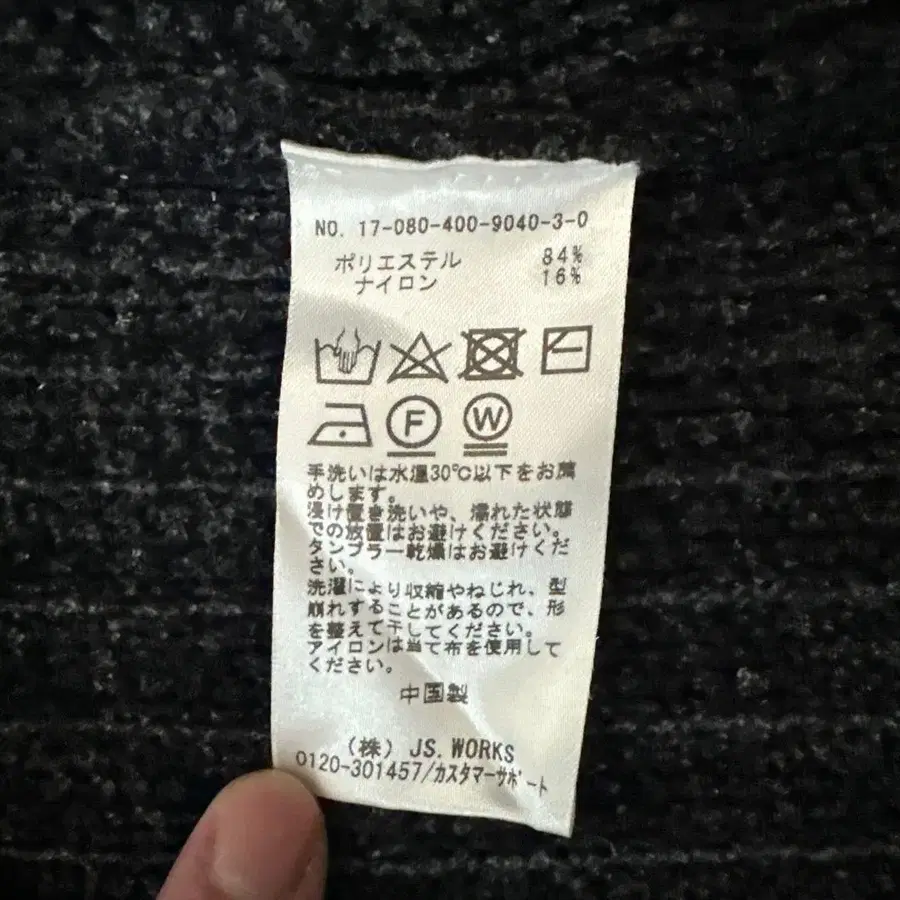 NO. 17-080-400-9040-3-0
ポリエステル 84%
ナイロン 16%
F W
手洗いは水温30℃以下をお薦
めします。
浸け置き洗いや、濡れた状態
での放置はお避けください。
タンブラー乾燥はお避けくだ
さい。
洗濯により収縮やねじれ、型
崩れすることがあるので、形
を整えて干してください。
アイロンは当て布を使用して
ください。
中国製
(株) JS.WORKS
0120-301457/カスタマーサポート